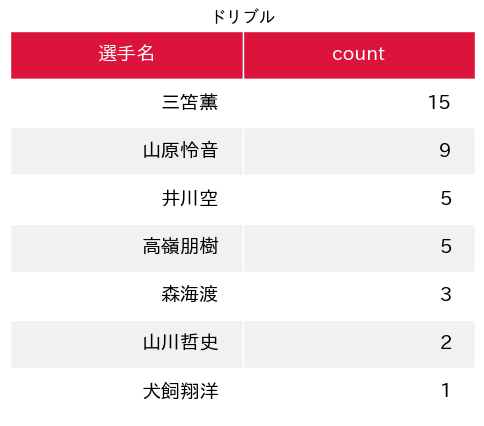 ドリブル
選手名 count
三笘薫 15
山原怜音 9
井川空 5
高嶺朋樹 5
森海渡 3
山川哲史 2
犬飼翔洋 1